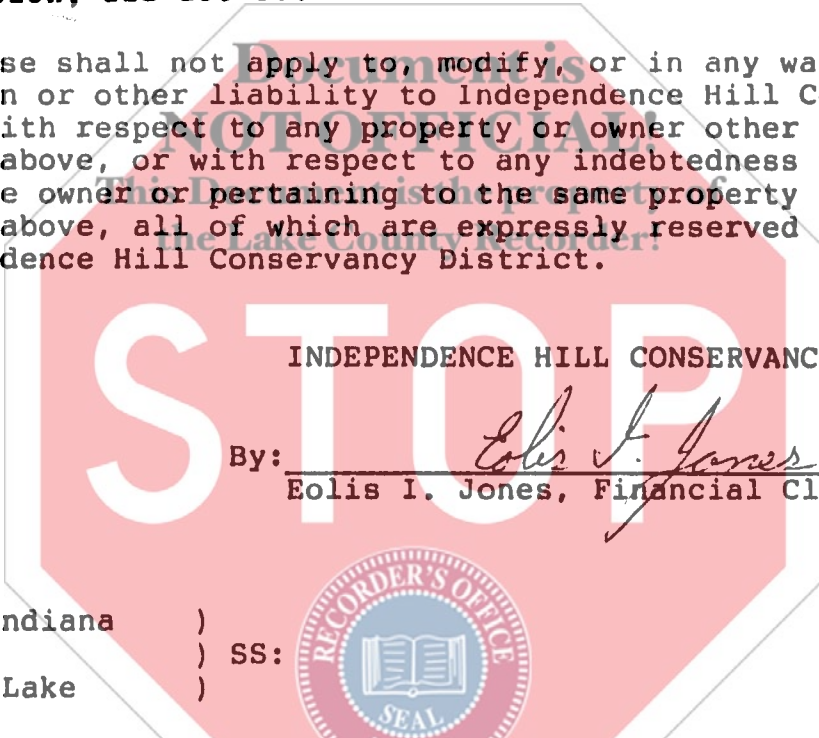 se shall not apply to, modify, or in any wa
n or other liability to Independence Hill C
ith respect to any property or owner other
above, or with respect to any indebtedness
e owner or pertaining to the same property
above, all of which are expressly reserved
dence Hill Conservancy District.
Document is
NOT OFFICIAL!
This Document is the property of
the Lake County Recorder!
STOP
INDEPENDENCE HILL CONSERVANC
By: Eolis I. Jones
Eolis I. Jones, Financial Cl
ndiana )
) SS:
Lake )
RECORDER'S OFFICE
SEAL